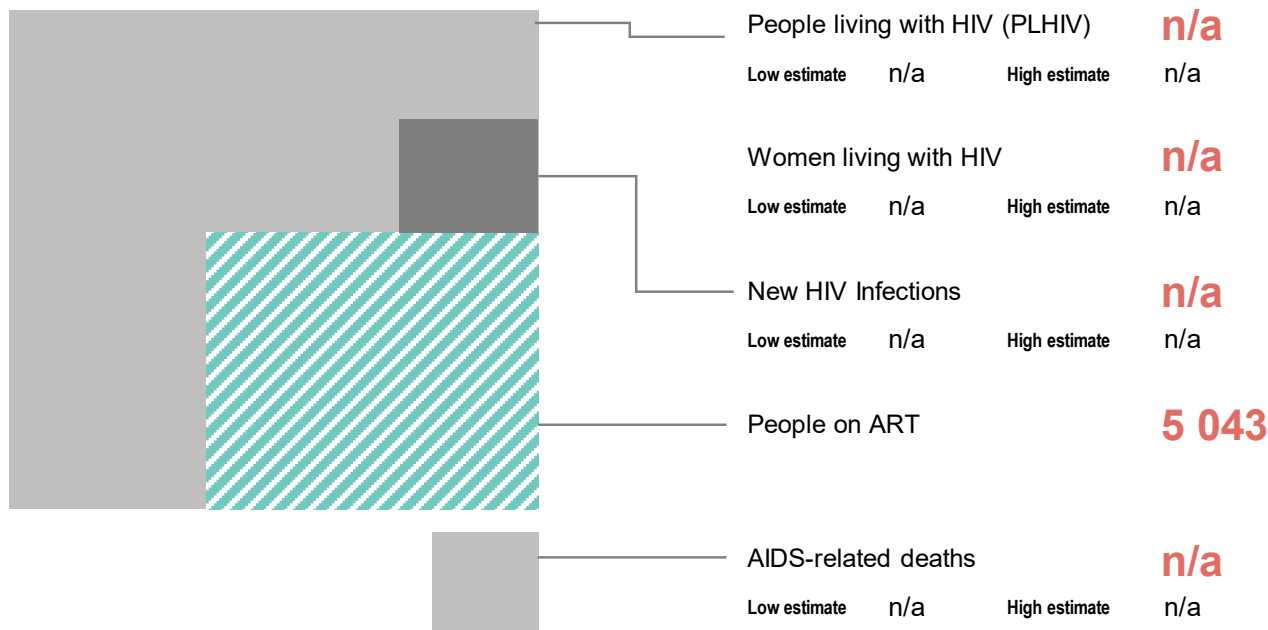 People living with HIV (PLHIV) n/a
Low estimate n/a High estimate n/a
Women living with HIV n/a
Low estimate n/a High estimate n/a
New HIV Infections n/a
Low estimate n/a High estimate n/a
People on ART 5 043
AIDS-related deaths n/a
Low estimate n/a High estimate n/a